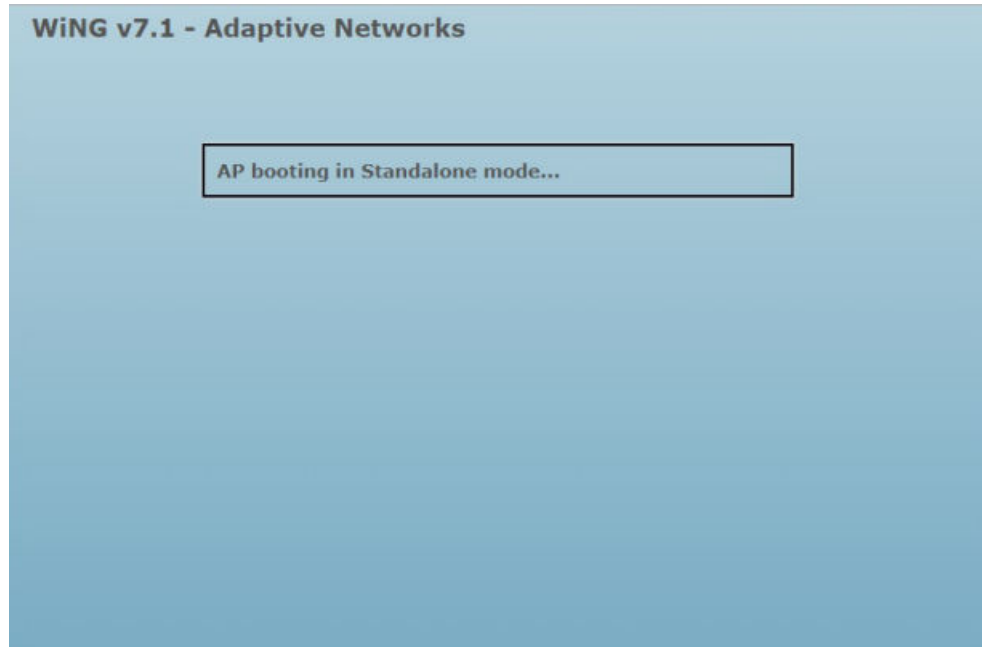 WiNG v7.1 - Adaptive Networks
AP booting in Standalone mode...